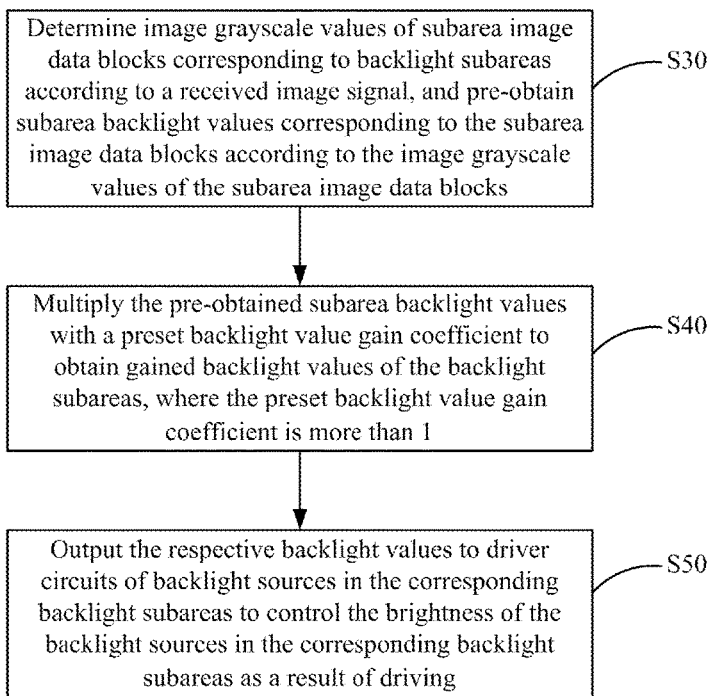 Determine image grayscale values of subarea image
data blocks corresponding to backlight subareas
according to a received image signal, and pre-obtain
subarea backlight values corresponding to the subarea
image data blocks according to the image grayscale
values of the subarea image data blocks
S30
Multiply the pre-obtained subarea backlight values
with a preset backlight value gain coefficient to
obtain gained backlight values of the backlight
subareas, where the preset backlight value gain
coefficient is more than 1
S40
Output the respective backlight values to driver
circuits of backlight sources in the corresponding
backlight subareas to control the brightness of the
backlight sources in the corresponding backlight
subareas as a result of driving
S50